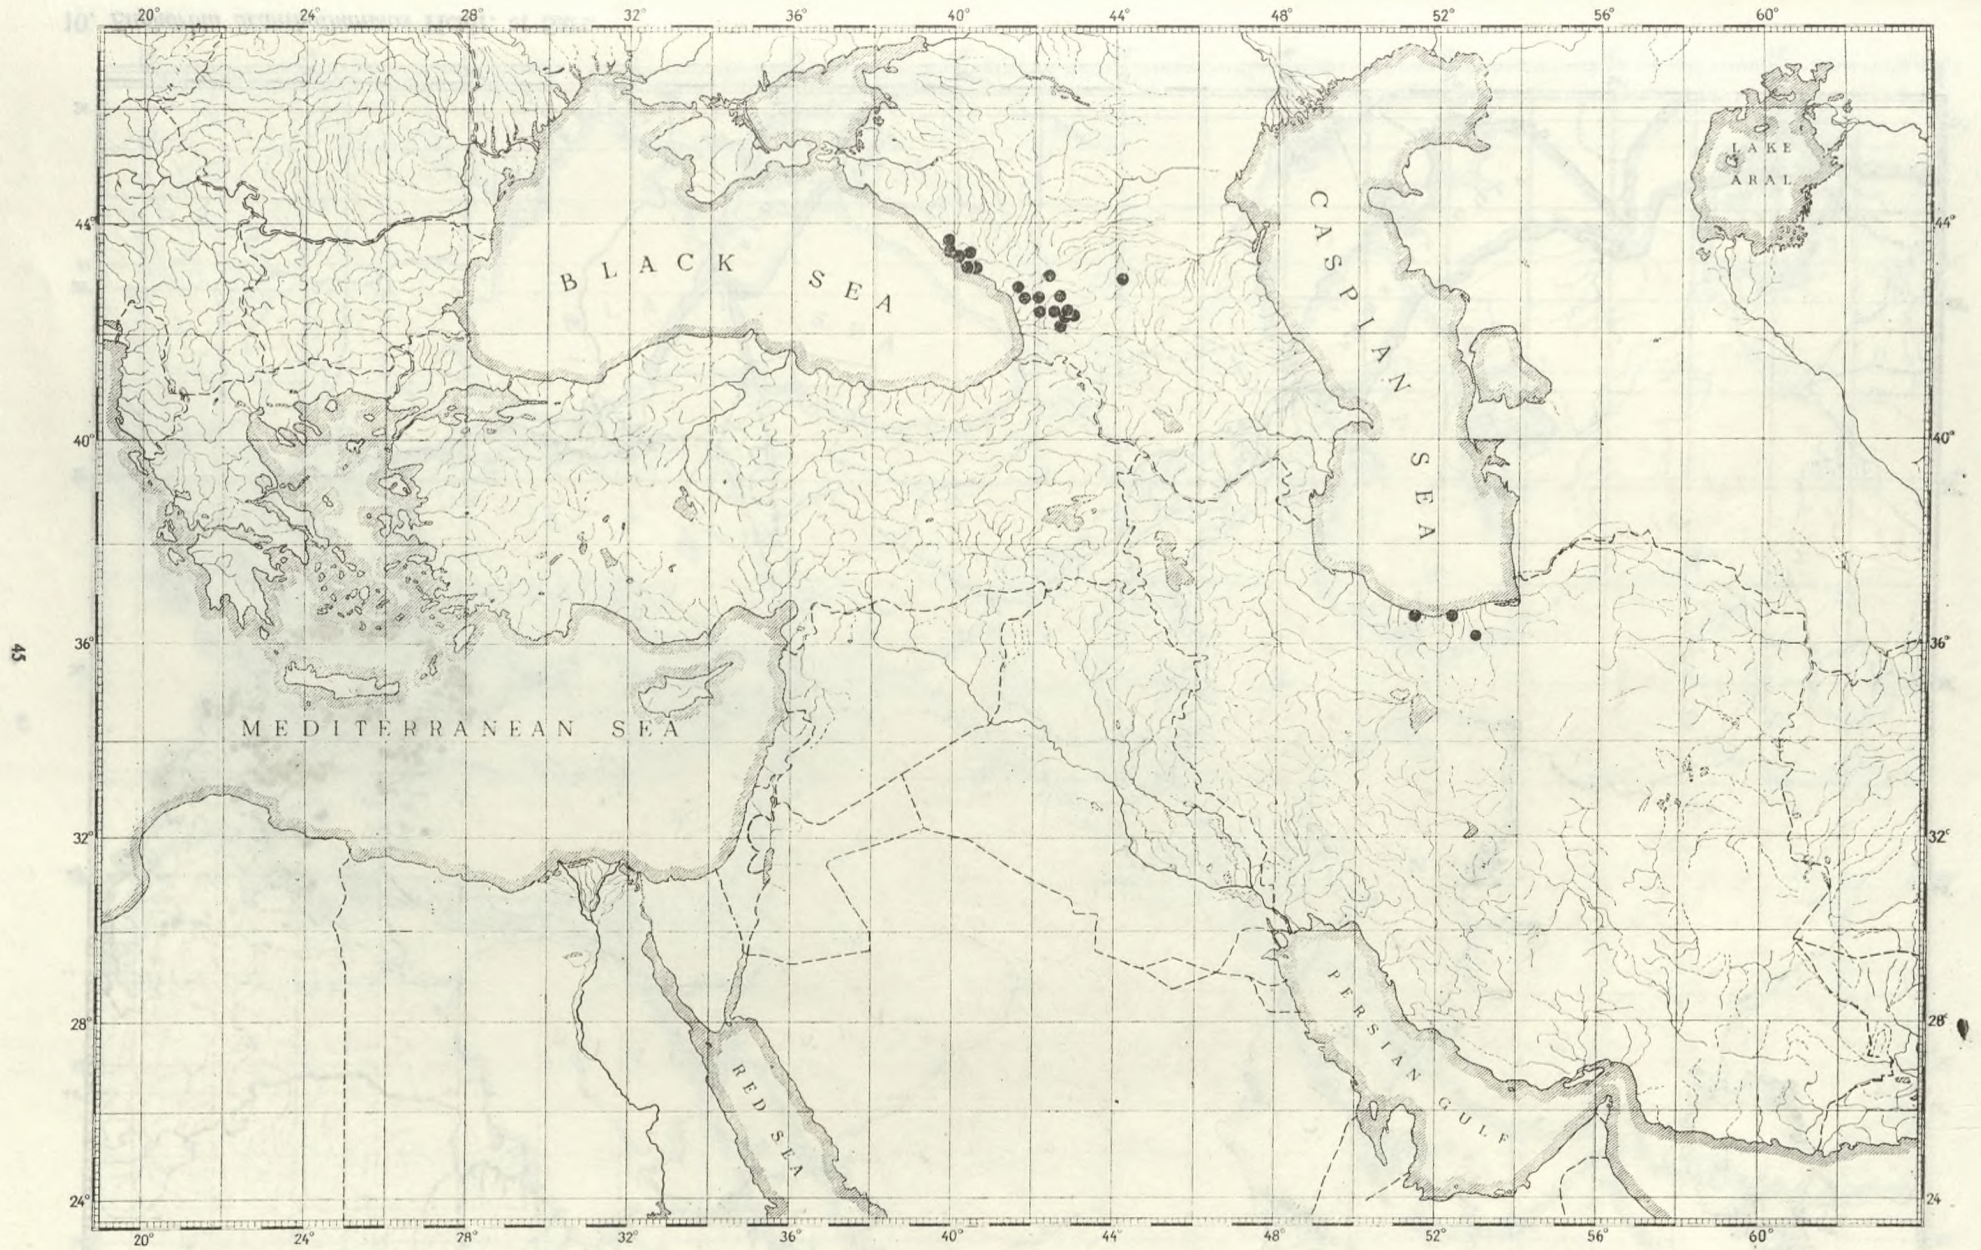 20° 24° 28° 32° 36° 40° 44° 48° 52° 56° 60°
LAKE
ARAL
44° 44°
BLACK SEA
CASPIAN SEA
40° 40°
36° 36°
45
MEDITERRANEAN SEA
32° 32°
PERSIAN GULF
28° 28°
RED SEA
24° 24
20° 24° 28° 32° 36° 40° 44° 48° 52° 56° 60°